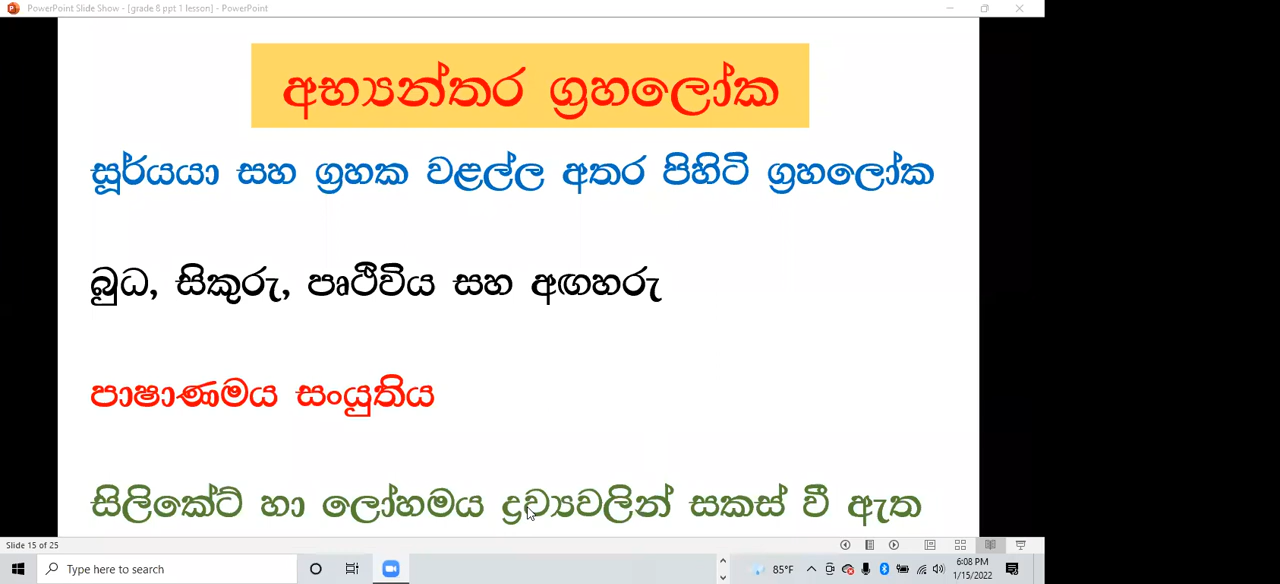 PowerPoint Slide Show - [grade 8 ppt 1 lesson] - PowerPoint
අභ්‍යන්තර ග්‍රහලෝක
සූර්යයා සහ ග්‍රහක වළල්ල අතර පිහිටි ග්‍රහලෝක
බුධ, සිකුරු, පෘථිවිය සහ අඟහරු
පාෂාණමය සංයුතිය
සිලිකේට් හා ලෝහමය ද්‍රව්‍යවලින් සකස් වී ඇත
Slide 15 of 25
Type here to search
85°F
6:08 PM
1/15/2022